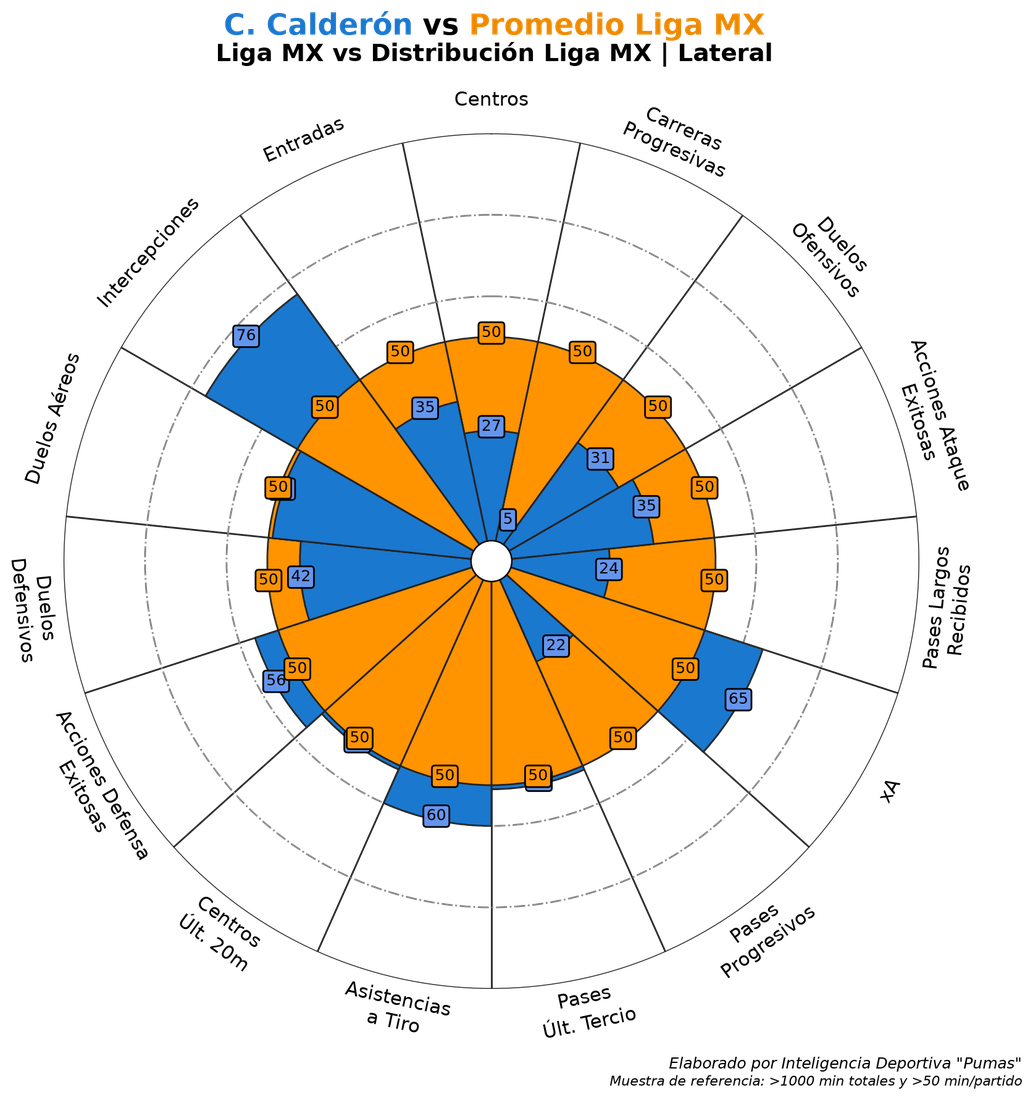 C. Calderón vs Promedio Liga MX
Liga MX vs Distribución Liga MX | Lateral
Centros
Carreras
Progresivas
Duelos
Ofensivos
Acciones Ataque
Exitosas
Pases Largos
Recibidos
xA
Pases
Progresivos
Pases
Últ. Tercio
Asistencias
a Tiro
Centros
Últ. 20m
Acciones Defensa
Exitosas
Duelos
Defensivos
Duelos Aéreos
Intercepciones
Entradas
50
27
50
5
50
31
50
35
50
24
50
65
50
22
50
50
60
50
50
56
50
42
50
50
76
50
35
Elaborado por Inteligencia Deportiva "Pumas"
Muestra de referencia: >1000 min totales y >50 min/partido